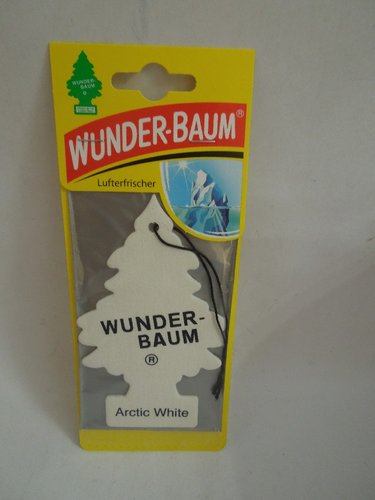 WUNDER-
BAUM
®
WUNDER-BAUM®
Lufterfrischer
WUNDER-
BAUM
®
Arctic White